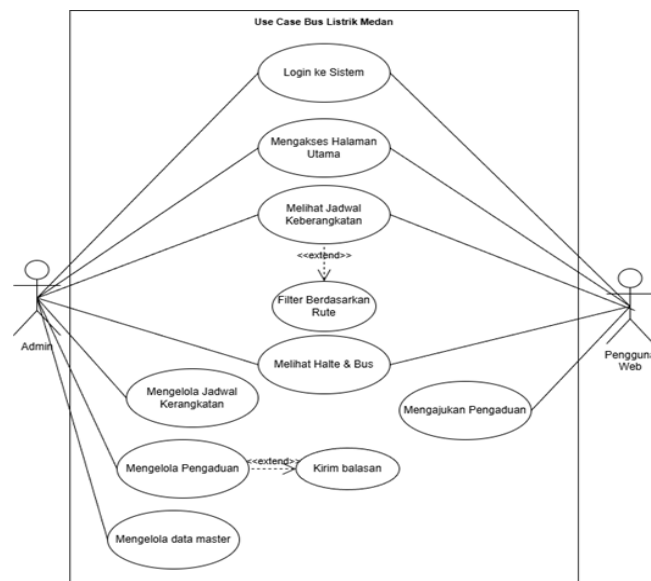 Use Case Bus Listrik Medan
Login ke Sistem
Mengakses Halaman
Utama
Melihat Jadwal
Keberangkatan
<<extend>>
Filter Berdasarkan
Rute
Admin
Melihat Halte & Bus
Pengguna
Web
Mengelola Jadwal
Kerangkatan
Mengajukan Pengaduan
Mengelola Pengaduan
<<extend>>
Kirim balasan
Mengelola data master